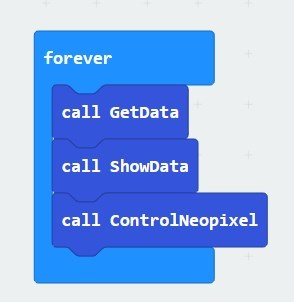 forever
call GetData
call ShowData
call ControlNeopixel